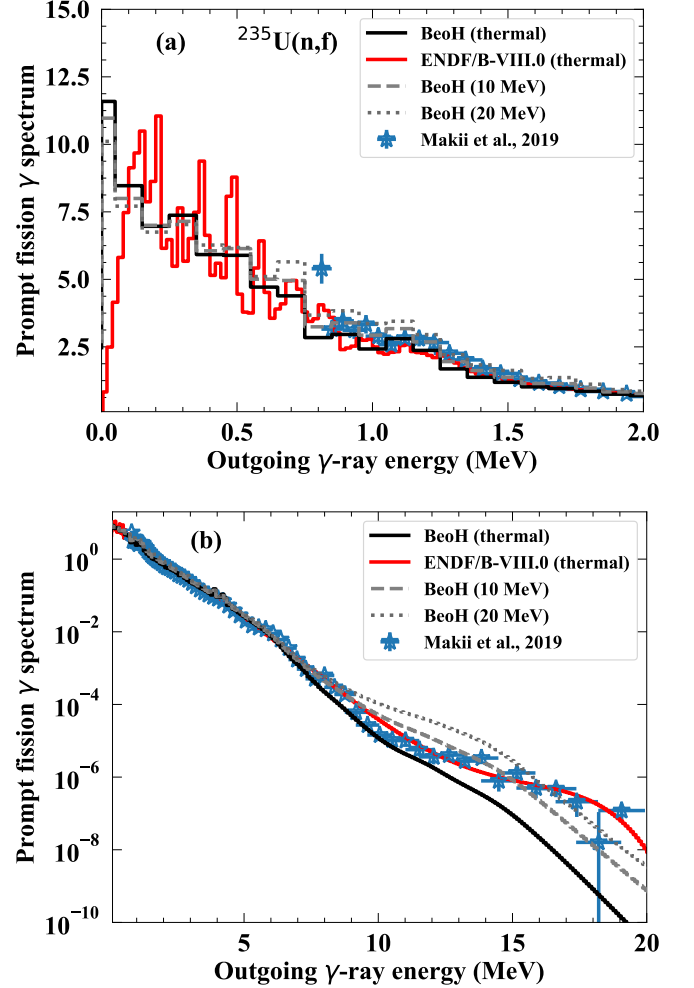 15.0
12.5
10.0
7.5
5.0
2.5
Prompt fission γ spectrum
(a)
²³⁵U(n,f)
BeoH (thermal)
ENDF/B-VIII.0 (thermal)
BeoH (10 MeV)
BeoH (20 MeV)
Makii et al., 2019
0.0 0.5 1.0 1.5 2.0
Outgoing γ-ray energy (MeV)
10⁰
10⁻²
10⁻⁴
10⁻⁶
10⁻⁸
10⁻¹⁰
Prompt fission γ spectrum
(b)
BeoH (thermal)
ENDF/B-VIII.0 (thermal)
BeoH (10 MeV)
BeoH (20 MeV)
Makii et al., 2019
5 10 15 20
Outgoing γ-ray energy (MeV)